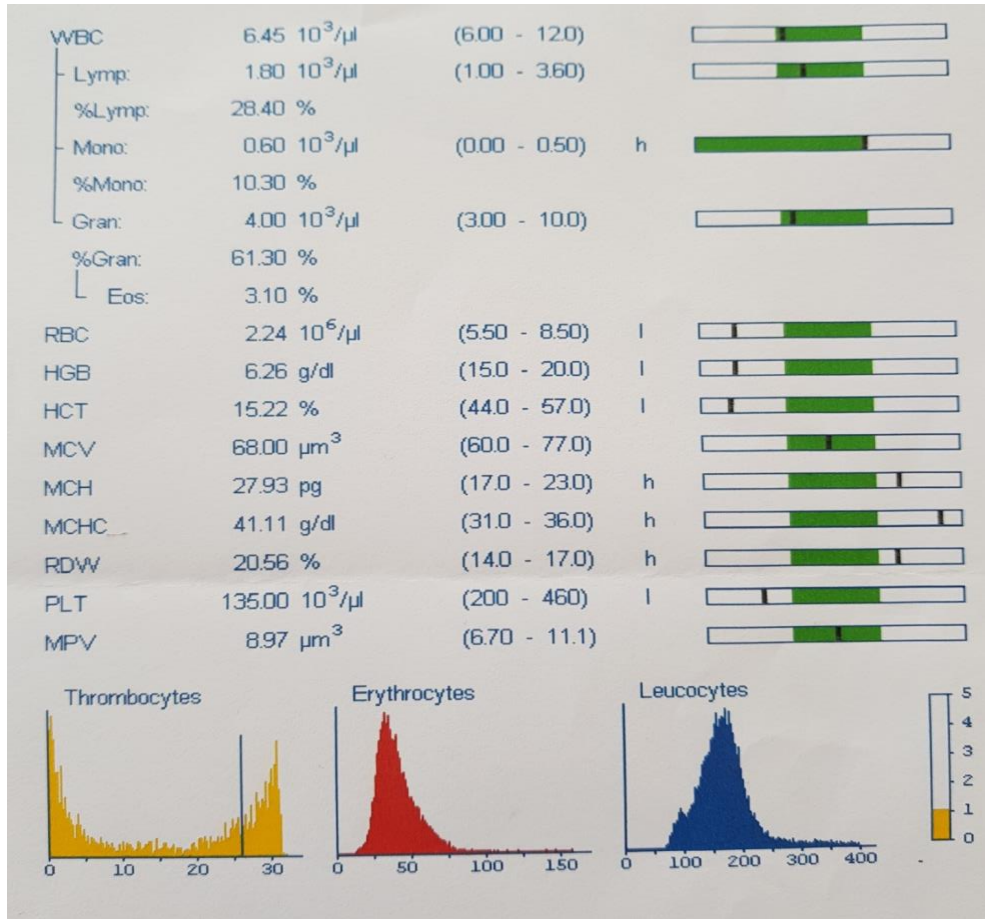 WBC 6.45 10³/µl (6.00 - 12.0)
Lymp: 1.80 10³/µl (1.00 - 3.60)
%Lymp: 28.40 %
Mono: 0.60 10³/µl (0.00 - 0.50) h
%Mono: 10.30 %
Gran: 4.00 10³/µl (3.00 - 10.0)
%Gran: 61.30 %
Eos: 3.10 %
RBC 2.24 10⁶/µl (5.50 - 8.50) l
HGB 6.26 g/dl (15.0 - 20.0) l
HCT 15.22 % (44.0 - 57.0) l
MCV 68.00 µm³ (60.0 - 77.0)
MCH 27.93 pg (17.0 - 23.0) h
MCHC 41.11 g/dl (31.0 - 36.0) h
RDW 20.56 % (14.0 - 17.0) h
PLT 135.00 10³/µl (200 - 460) l
MPV 8.97 µm³ (6.70 - 11.1)
Thrombocytes Erythrocytes Leucocytes
5
4
3
2
1
0
0 10 20 30 0 50 100 150 0 100 200 300 400